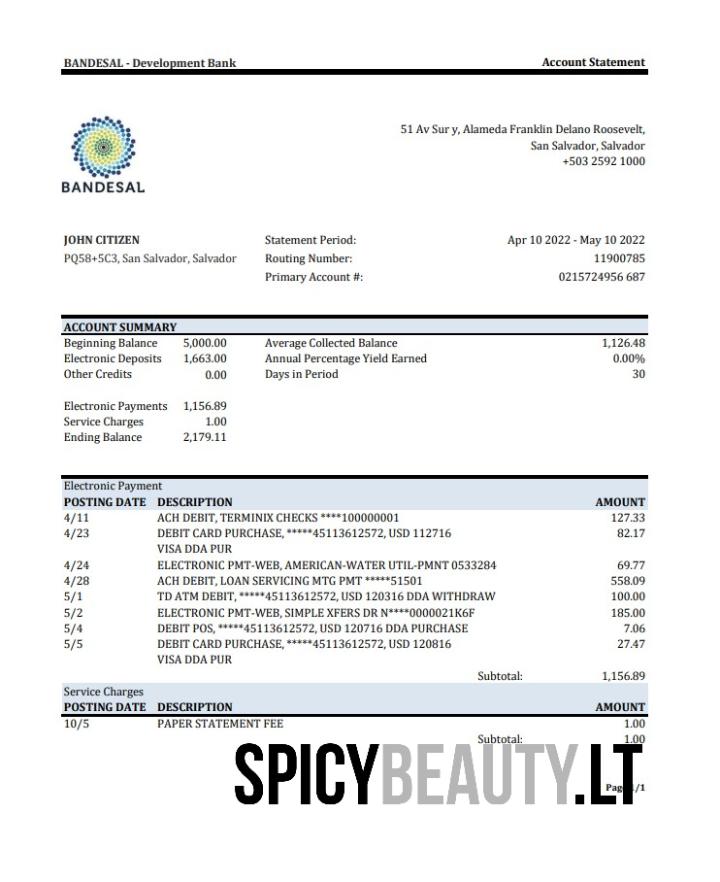 BANDESAL - Development Bank Account Statement
51 Av Sur y, Alameda Franklin Delano Roosevelt,
San Salvador, Salvador
+503 2592 1000
BANDESAL
JOHN CITIZEN Statement Period: Apr 10 2022 - May 10 2022
PQ58+5C3, San Salvador, Salvador Routing Number: 11900785
Primary Account #: 0215724956 687
ACCOUNT SUMMARY
Beginning Balance 5,000.00 Average Collected Balance 1,126.48
Electronic Deposits 1,663.00 Annual Percentage Yield Earned 0.00%
Other Credits 0.00 Days in Period 30
Electronic Payments 1,156.89
Service Charges 1.00
Ending Balance 2,179.11
Electronic Payment
POSTING DATE DESCRIPTION AMOUNT
4/11 ACH DEBIT, TERMINIX CHECKS ****100000001 127.33
4/23 DEBIT CARD PURCHASE, *****45113612572, USD 112716 82.17
VISA DDA PUR
4/24 ELECTRONIC PMT-WEB, AMERICAN-WATER UTIL-PMNT 0533284 69.77
4/28 ACH DEBIT, LOAN SERVICING MTG PMT *****51501 558.09
5/1 TD ATM DEBIT, *****45113612572, USD 120316 DDA WITHDRAW 100.00
5/2 ELECTRONIC PMT-WEB, SIMPLE XFERS DR N****0000021K6F 185.00
5/4 DEBIT POS, *****45113612572, USD 120716 DDA PURCHASE 7.06
5/5 DEBIT CARD PURCHASE, *****45113612572, USD 120816 27.47
VISA DDA PUR
Subtotal: 1,156.89
Service Charges
POSTING DATE DESCRIPTION AMOUNT
10/5 PAPER STATEMENT FEE 1.00
Subtotal: 1.00
SPICYBEAUTY.LT